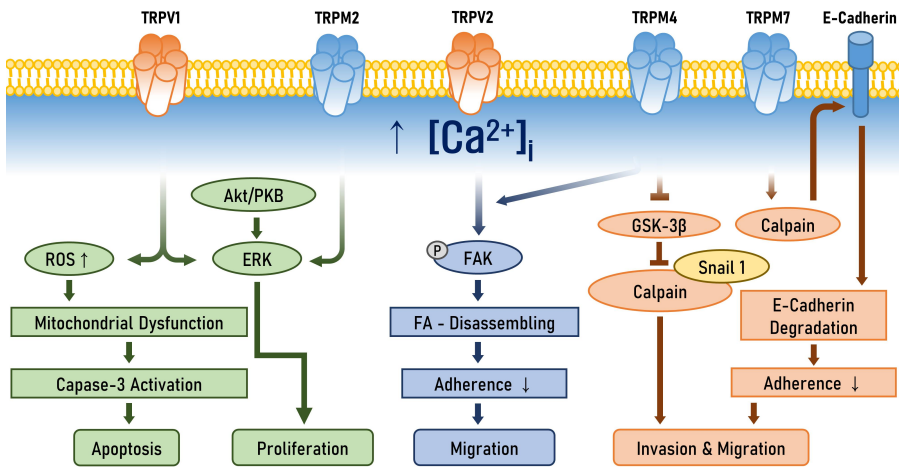 TRPV1
TRPM2
TRPV2
TRPM4
TRPM7
E-Cadherin
↑ [Ca²⁺]ᵢ
Akt/PKB
ROS ↑
ERK
P
FAK
GSK-3β
Calpain
Snail 1
Calpain
Mitochondrial Dysfunction
FA - Disassembling
E-Cadherin
Degradation
Capase-3 Activation
Adherence ↓
Adherence ↓
Apoptosis
Proliferation
Migration
Invasion & Migration